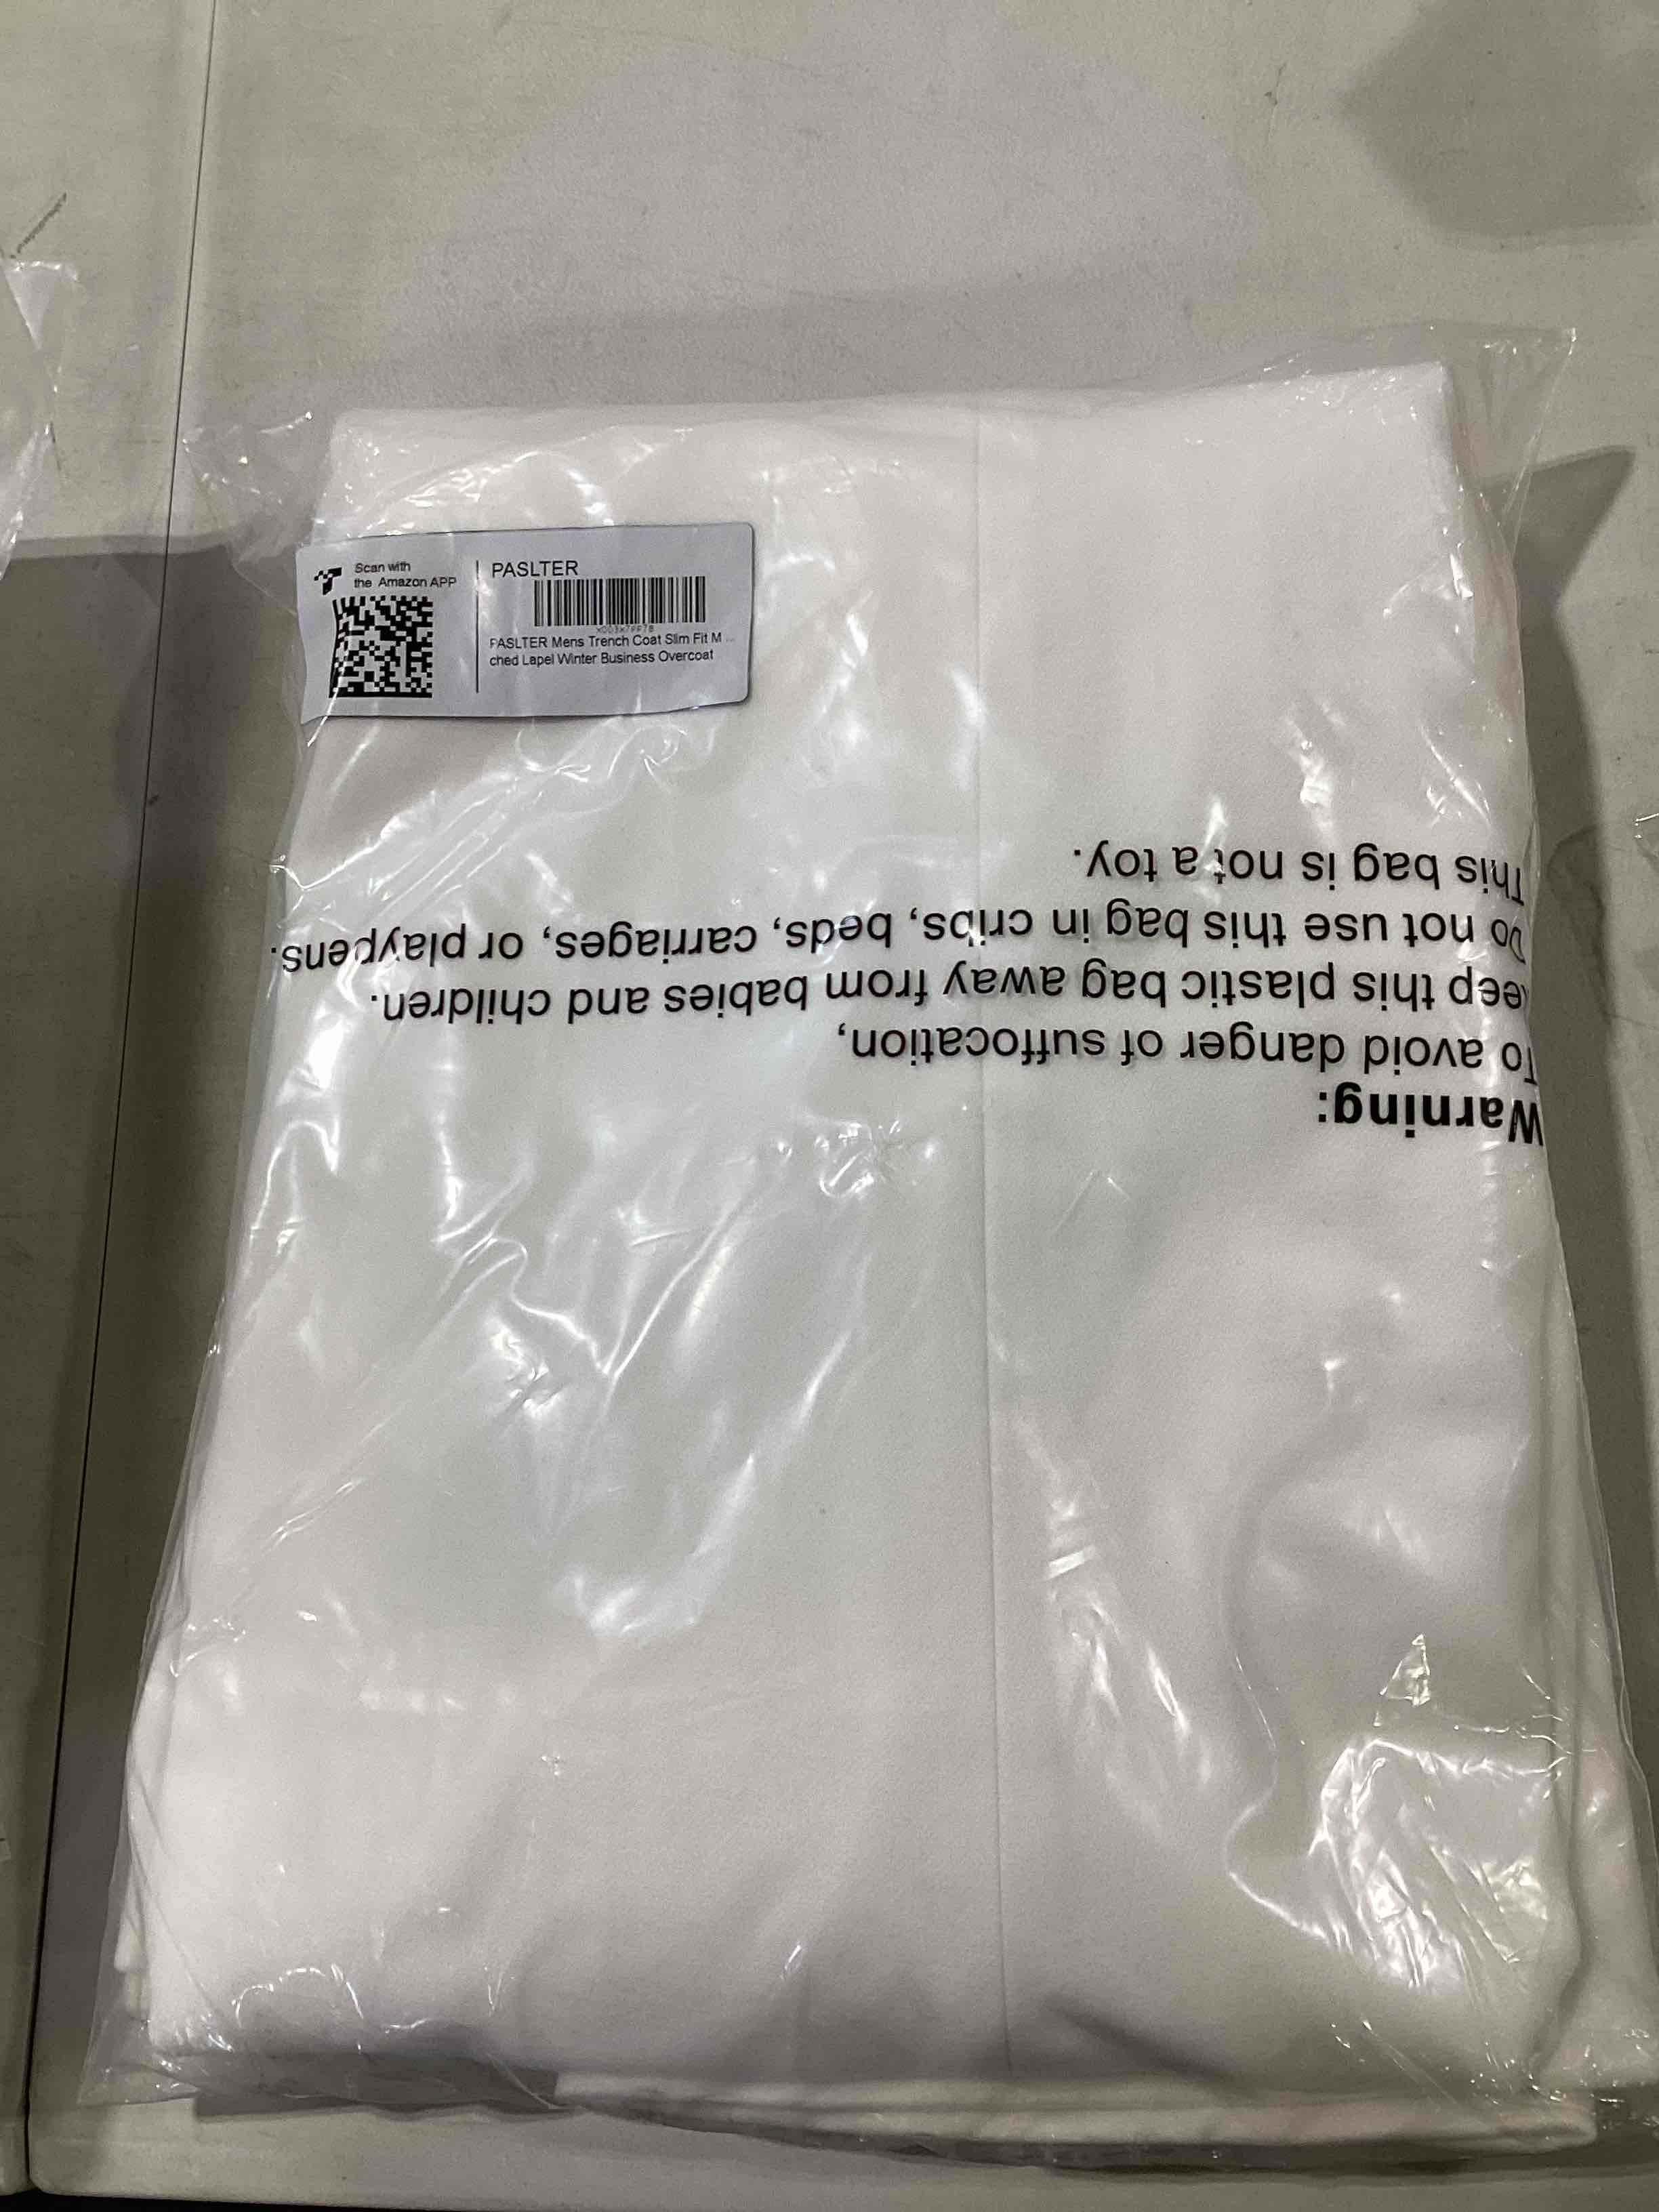 Scan with
the Amazon APP
PASLTER
PASLTER Mens Trench Coat Slim Fit M...
ched Lapel Winter Business Overcoat
Warning:
To avoid danger of suffocation,
eep this plastic bag away from babies and children.
Do not use this bag in cribs, beds, carriages, or playpens.
This bag is not a toy.